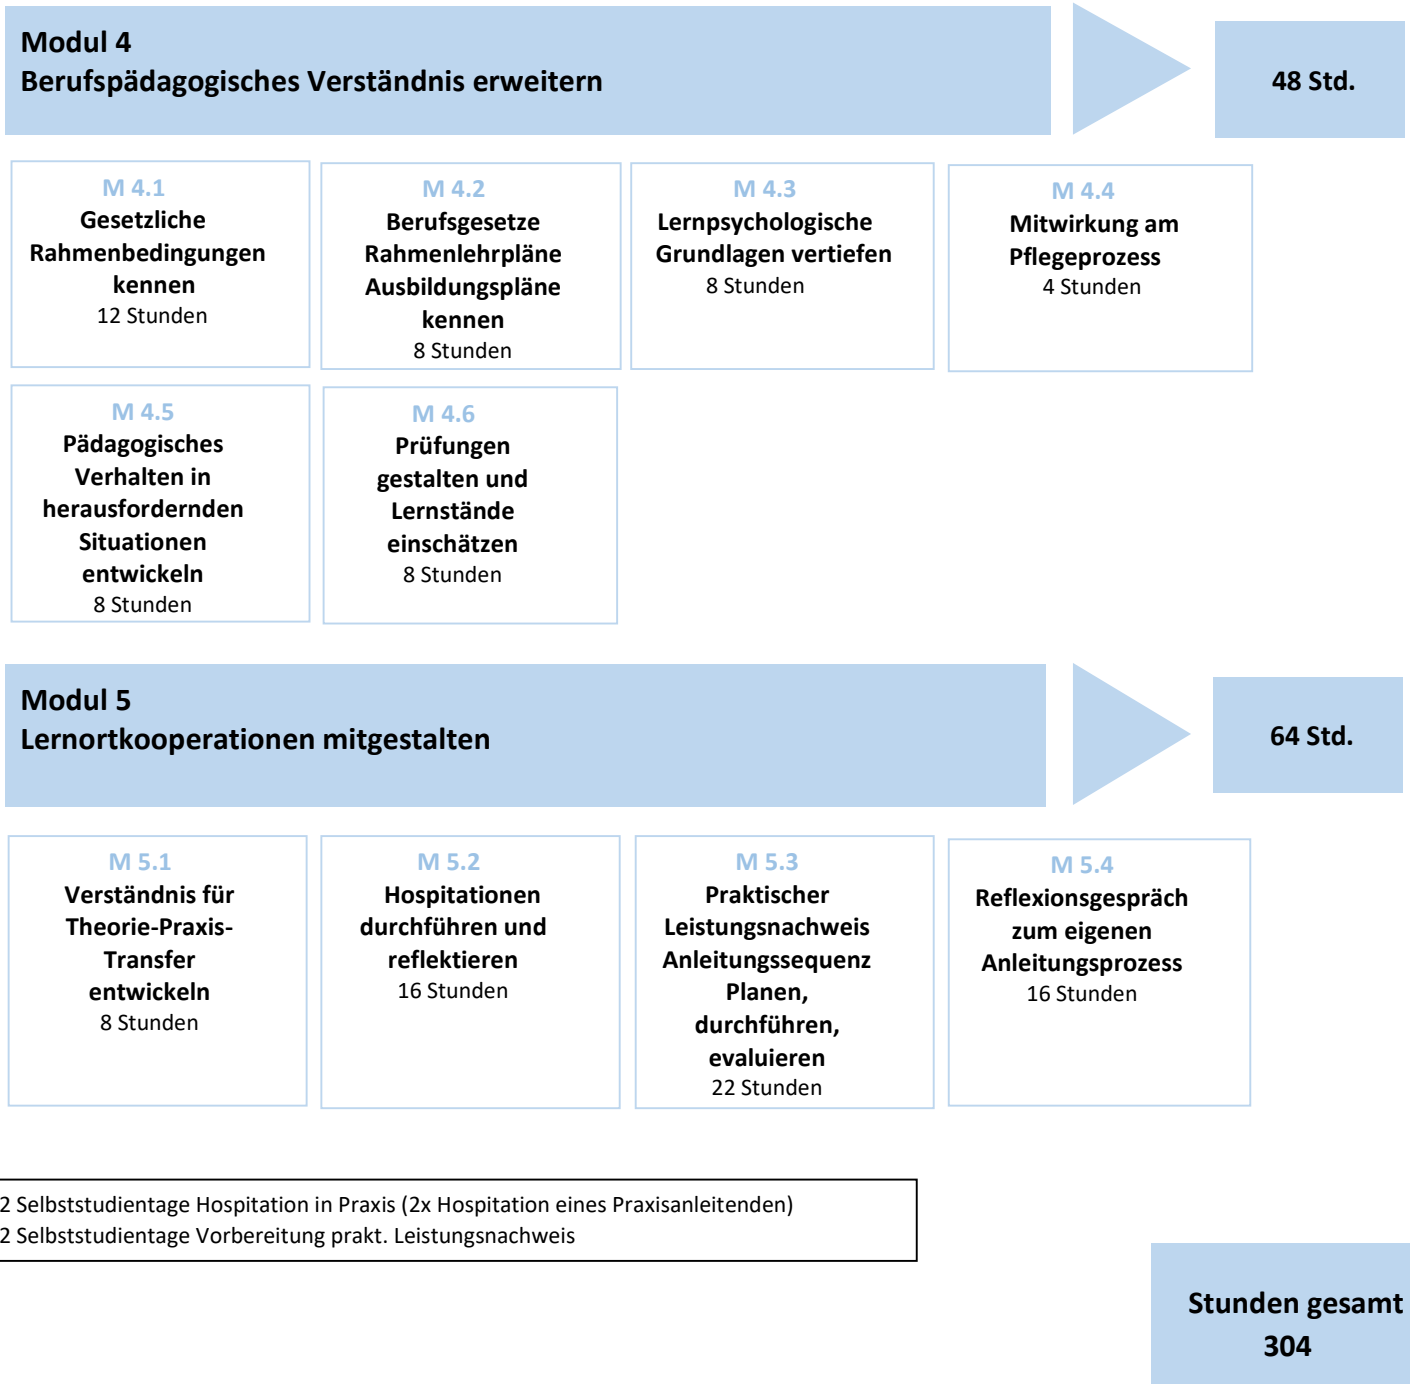 Modul 4
Berufspädagogisches Verständnis erweitern
48 Std.
M 4.1
Gesetzliche
Rahmenbedingungen
kennen
12 Stunden
M 4.2
Berufsgesetze
Rahmenlehrpläne
Ausbildungspläne
kennen
8 Stunden
M 4.3
Lernpsychologische
Grundlagen vertiefen
8 Stunden
M 4.4
Mitwirkung am
Pflegeprozess
4 Stunden
M 4.5
Pädagogisches
Verhalten in
herausfordernden
Situationen
entwickeln
8 Stunden
M 4.6
Prüfungen
gestalten und
Lernstände
einschätzen
8 Stunden
Modul 5
Lernortkooperationen mitgestalten
64 Std.
M 5.1
Verständnis für
Theorie-Praxis-
Transfer
entwickeln
8 Stunden
M 5.2
Hospitationen
durchführen und
reflektieren
16 Stunden
M 5.3
Praktischer
Leistungsnachweis
Anleitungssequenz
Planen,
durchführen,
evaluieren
22 Stunden
M 5.4
Reflexionsgespräch
zum eigenen
Anleitungsprozess
16 Stunden
2 Selbststudientage Hospitation in Praxis (2x Hospitation eines Praxisanleitenden)
2 Selbststudientage Vorbereitung prakt. Leistungsnachweis
Stunden gesamt
304